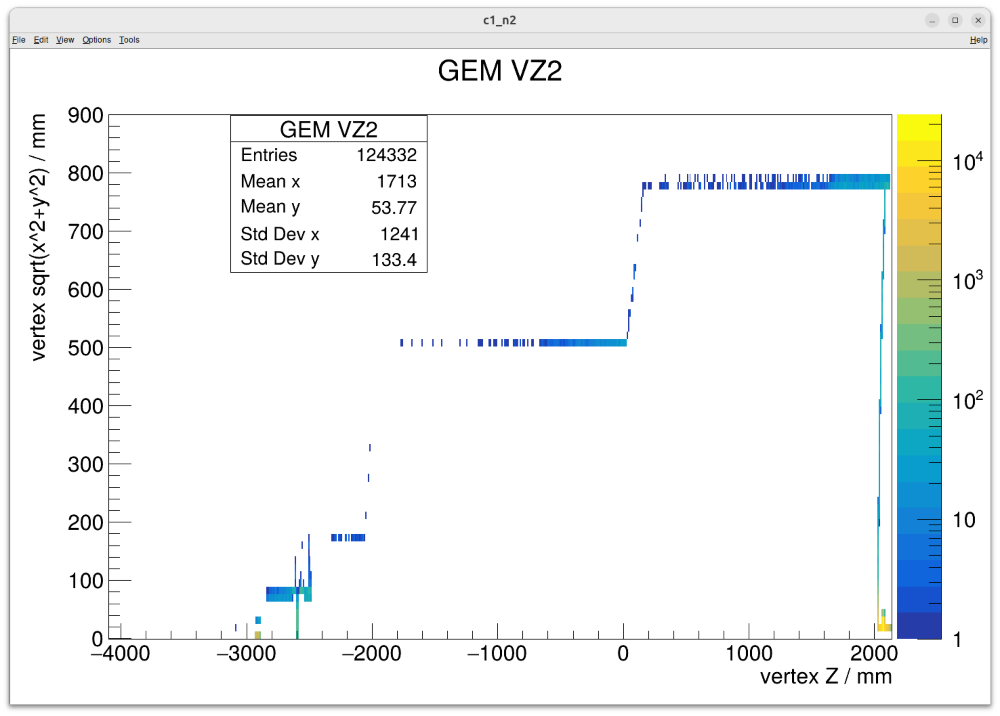 c1_n2
File Edit View Options Tools Help
GEM VZ2
vertex sqrt(x^2+y^2) / mm
900
800
700
600
500
400
300
200
100
0
GEM VZ2
Entries 124332
Mean x 1713
Mean y 53.77
Std Dev x 1241
Std Dev y 133.4
−4000 −3000 −2000 −1000 0 1000 2000
vertex Z / mm
10^4
10^3
10^2
10
1